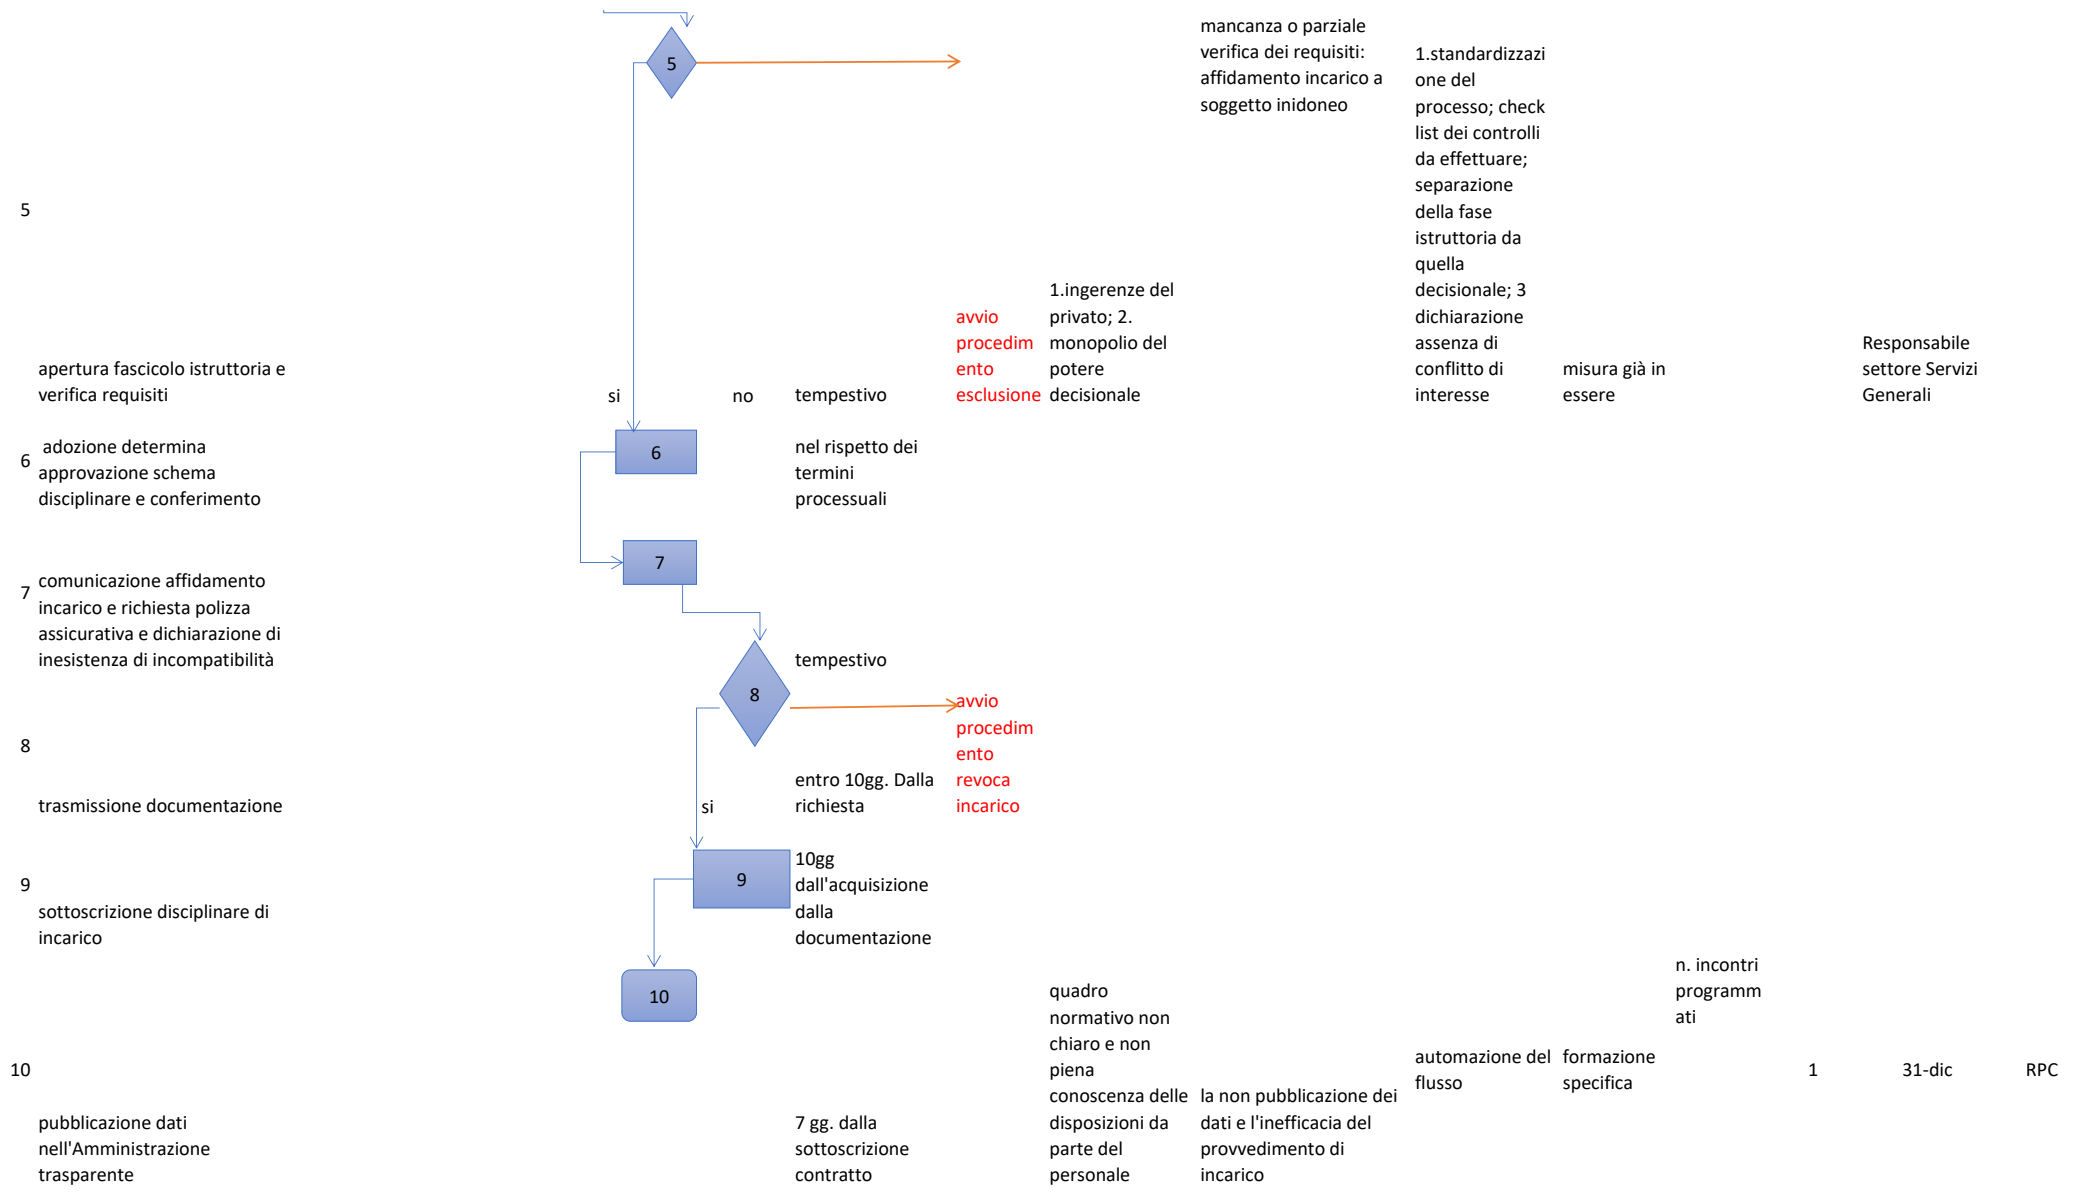 5
mancanza o parziale
verifica dei requisiti:
affidamento incarico a
soggetto inidoneo
1.standardizzazi
one del
processo; check
list dei controlli
da effettuare;
separazione
della fase
istruttoria da
quella
decisionale; 3
dichiarazione
assenza di
conflitto di
interesse
5
apertura fascicolo istruttoria e
verifica requisiti
si
no
tempestivo
avvio
procedim
ento
esclusione
1.ingerenze del
privato; 2.
monopolio del
potere
decisionale
misura già in
essere
Responsabile
settore Servizi
Generali
6
adozione determina
approvazione schema
disciplinare e conferimento
6
nel rispetto dei
termini
processuali
7
7
comunicazione affidamento
incarico e richiesta polizza
assicurativa e dichiarazione di
inesistenza di incompatibilità
tempestivo
8
8
trasmissione documentazione
si
entro 10gg. Dalla
richiesta
avvio
procedim
ento
revoca
incarico
9
sottoscrizione disciplinare di
incarico
9
10gg
dall'acquisizione
dalla
documentazione
10
10
pubblicazione dati
nell'Amministrazione
trasparente
7 gg. dalla
sottoscrizione
contratto
quadro
normativo non
chiaro e non
piena
conoscenza delle
disposizioni da
parte del
personale
la non pubblicazione dei
dati e l'inefficacia del
provvedimento di
incarico
automazione del
flusso
formazione
specifica
n. incontri
programm
ati
1
31-dic
RPC